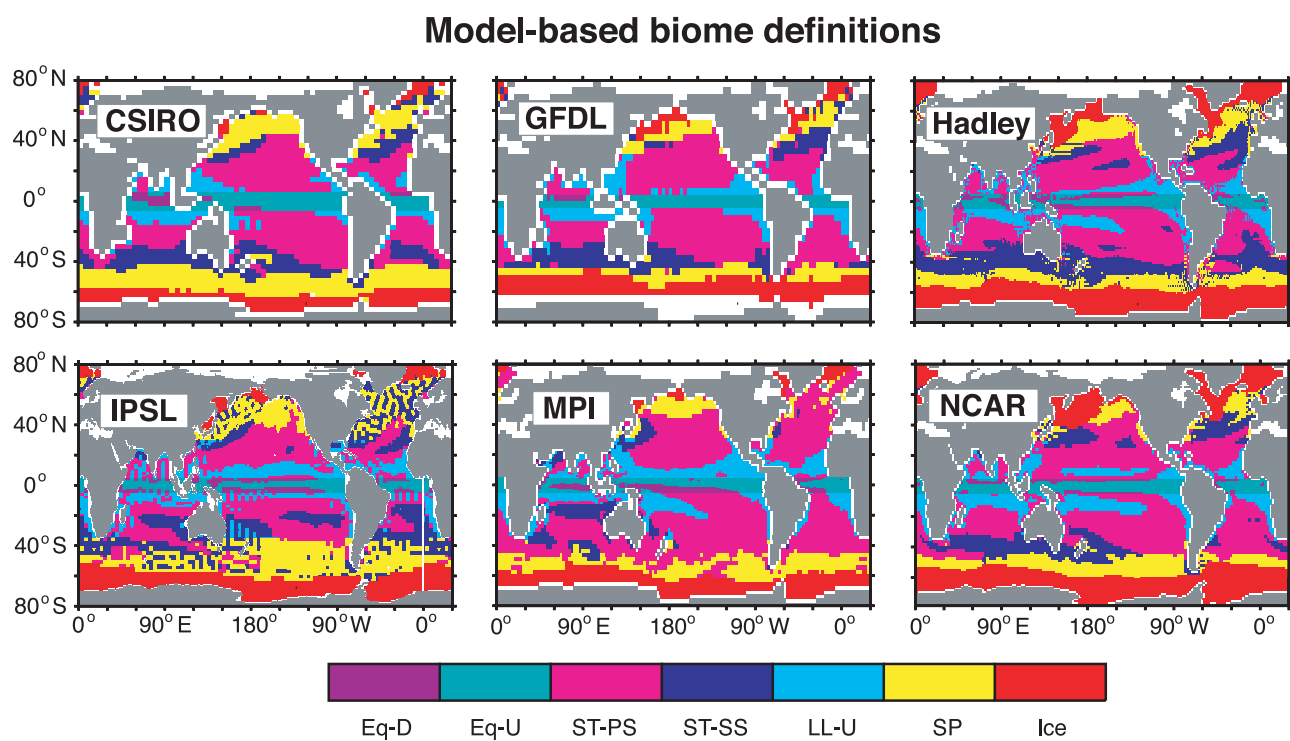 Model-based biome definitions
80° N
40° N
0°
40° S
80° S
CSIRO
GFDL
Hadley
80° N
40° N
0°
40° S
80° S
IPSL
MPI
NCAR
0° 90° E 180° 90° W 0°
0° 90° E 180° 90° W 0°
0° 90° E 180° 90° W 0°
Eq-D Eq-U ST-PS ST-SS LL-U SP Ice